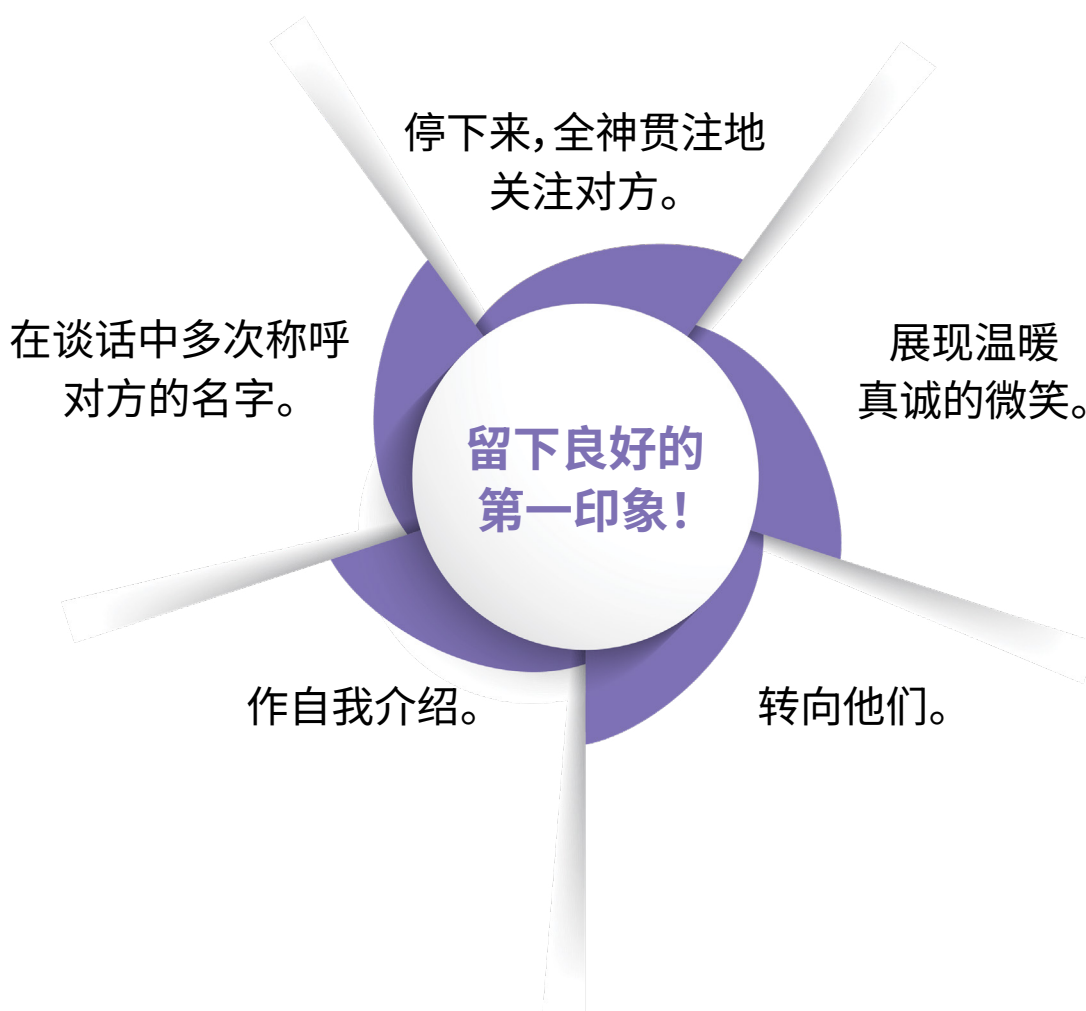 停下来，全神贯注地
关注对方。
展现温暖
真诚的微笑。
转向他们。
作自我介绍。
在谈话中多次称呼
对方的名字。
留下良好的
第一印象！